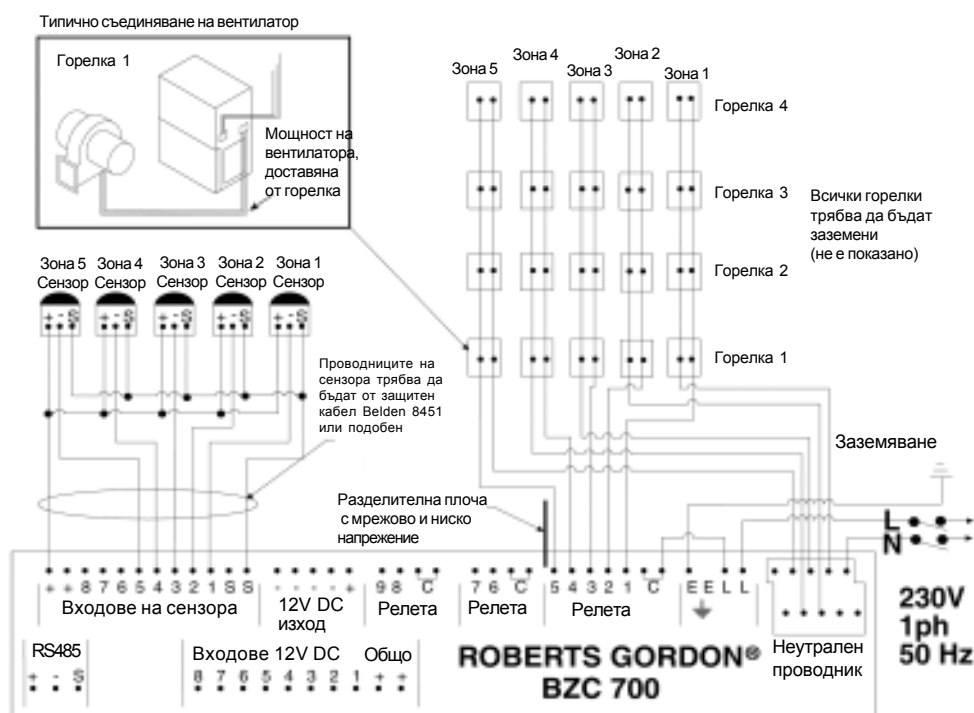 Типично съединяване на вентилатор
Горелка 1
Мощност на
вентилатора,
доставяна
от горелка
Зона 5
Зона 4
Зона 3
Зона 2
Зона 1
Горелка 4
Горелка 3
Горелка 2
Горелка 1
Всички горелки
трябва да бъдат
заземени
(не е показано)
Зона 5 Зона 4 Зона 3 Зона 2 Зона 1
Сензор Сензор Сензор Сензор Сензор
+ - S + - S + - S + - S + - S
Проводниците на
сензора трябва да
бъдат от защитен
кабел Belden 8451
или подобен
Заземяване
Разделителна плоча
с мрежово и ниско
напрежение
L
N
+ + 8 7 6 5 4 3 2 1 S S - - - - + 9 8 C 7 6 C 5 4 3 2 1 C E E L L
Входове на сензора
12V DC
изход
Релета
Релета
Релета
Неутрален
проводник
230V
1ph
50 Hz
RS485
+ - S
Входове 12V DC Общо
8 7 6 5 4 3 2 1 + +
ROBERTS GORDON®
BZC 700